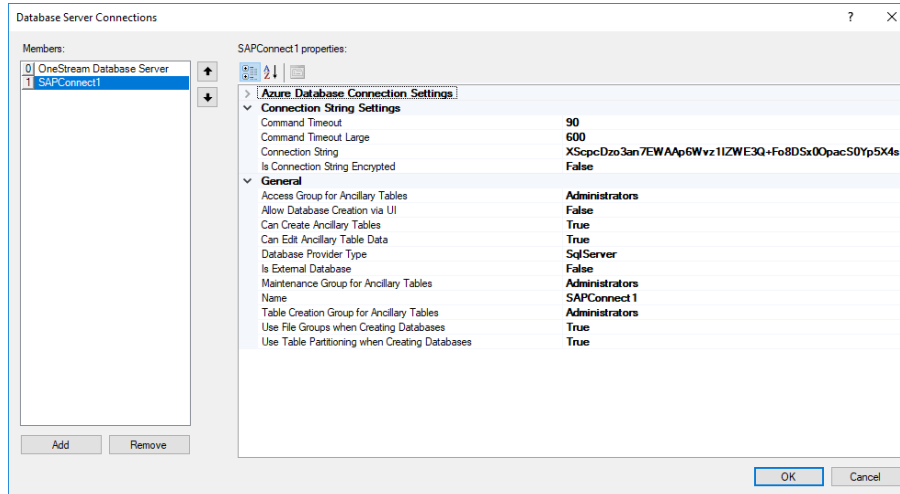 Database Server Connections
Members:
0 OneStream Database Server
1 SAPConnect1
Add Remove
SAPConnect1 properties:
Azure Database Connection Settings
Connection String Settings
Command Timeout 90
Command Timeout Large 600
Connection String XScpcDzo3an7EWAAp6Wvz1IZWE3Q+Fo8DSx0OpacS0Yp5X4s
Is Connection String Encrypted False
General
Access Group for Ancillary Tables Administrators
Allow Database Creation via UI False
Can Create Ancillary Tables True
Can Edit Ancillary Table Data True
Database Provider Type SqlServer
Is External Database False
Maintenance Group for Ancillary Tables Administrators
Name SAPConnect1
Table Creation Group for Ancillary Tables Administrators
Use File Groups when Creating Databases True
Use Table Partitioning when Creating Databases True
OK Cancel